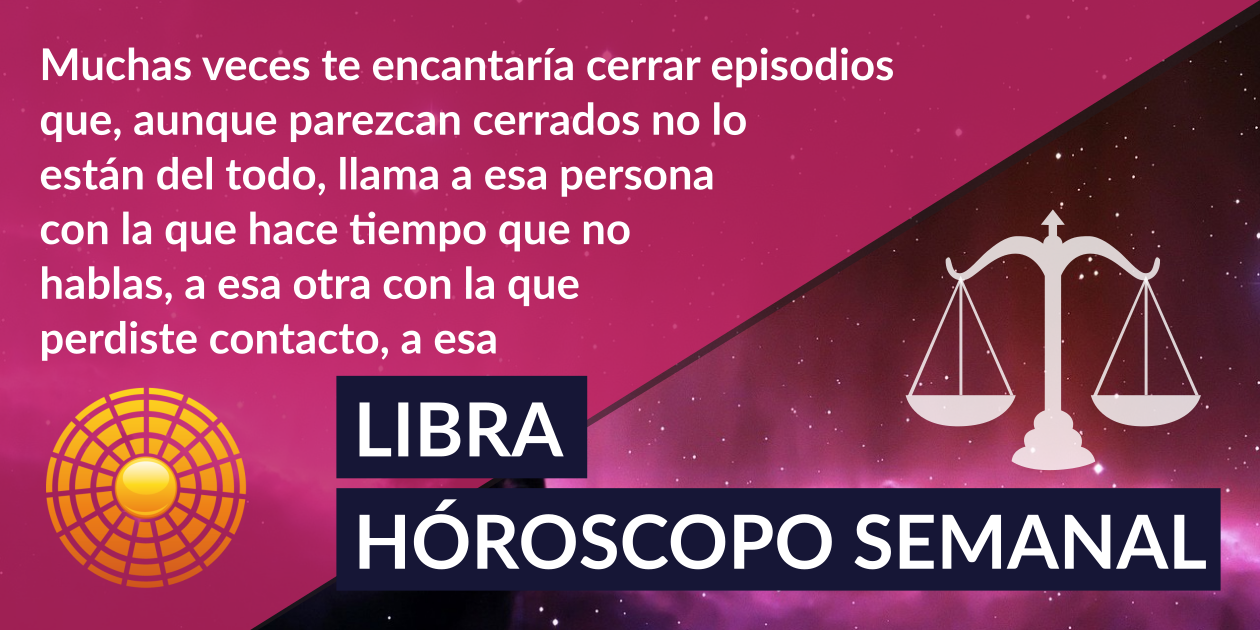 Muchas veces te encantaría cerrar episodios
que, aunque parezcan cerrados no lo
están del todo, llama a esa persona
con la que hace tiempo que no
hablas, a esa otra con la que
perdiste contacto, a esa
LIBRA
HÓROSCOPO SEMANAL